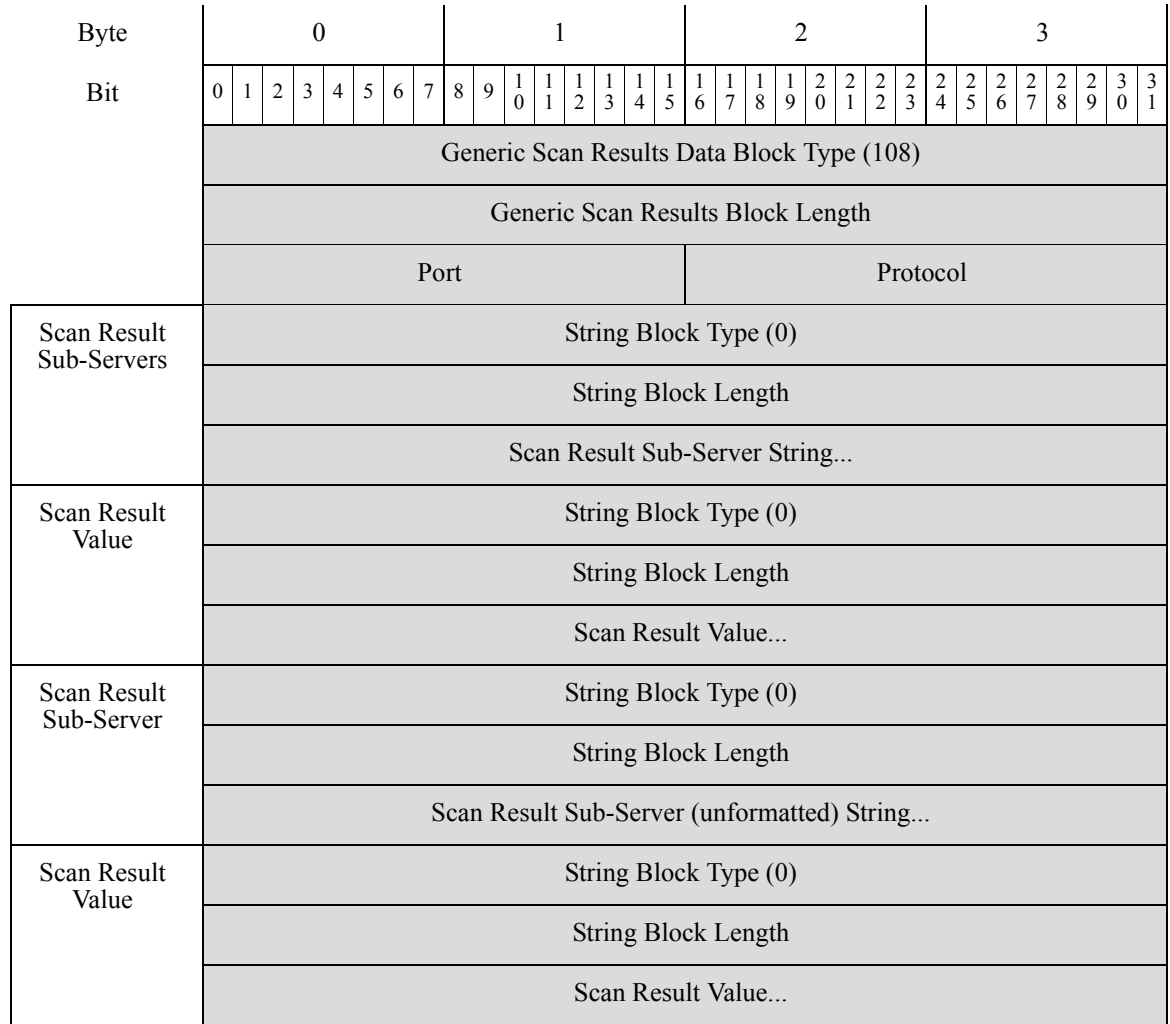 Byte 0 1 2 3
Bit 0 1 2 3 4 5 6 7 8 9 10 11 12 13 14 15 16 17 18 19 20 21 22 23 24 25 26 27 28 29 30 31
Generic Scan Results Data Block Type (108)
Generic Scan Results Block Length
Port Protocol
Scan Result
Sub-Servers
String Block Type (0)
String Block Length
Scan Result Sub-Server String...
Scan Result
Value
String Block Type (0)
String Block Length
Scan Result Value...
Scan Result
Sub-Server
String Block Type (0)
String Block Length
Scan Result Sub-Server (unformatted) String...
Scan Result
Value
String Block Type (0)
String Block Length
Scan Result Value...